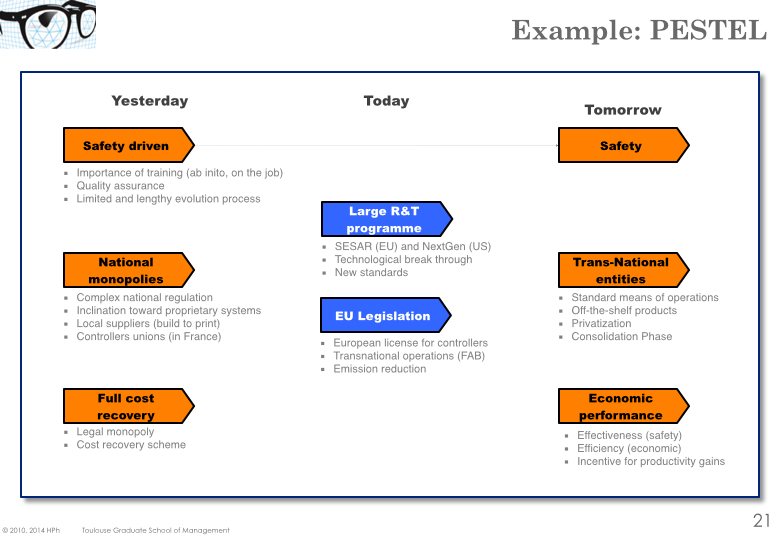 Example: PESTEL
Yesterday
Today
Tomorrow
Safety driven
Importance of training (ab inito, on the job)
Quality assurance
Limited and lengthy evolution process
Safety
Large R&T
programme
SESAR (EU) and NextGen (US)
Technological break through
New standards
National
monopolies
Complex national regulation
Inclination toward proprietary systems
Local suppliers (build to print)
Controllers unions (in France)
Trans-National
entities
Standard means of operations
Off-the-shelf products
Privatization
Consolidation Phase
EU Legislation
European license for controllers
Transnational operations (FAB)
Emission reduction
Full cost
recovery
Legal monopoly
Cost recovery scheme
Economic
performance
Effectiveness (safety)
Efficiency (economic)
Incentive for productivity gains
© 2010, 2014 HPh Toulouse Graduate School of Management
21